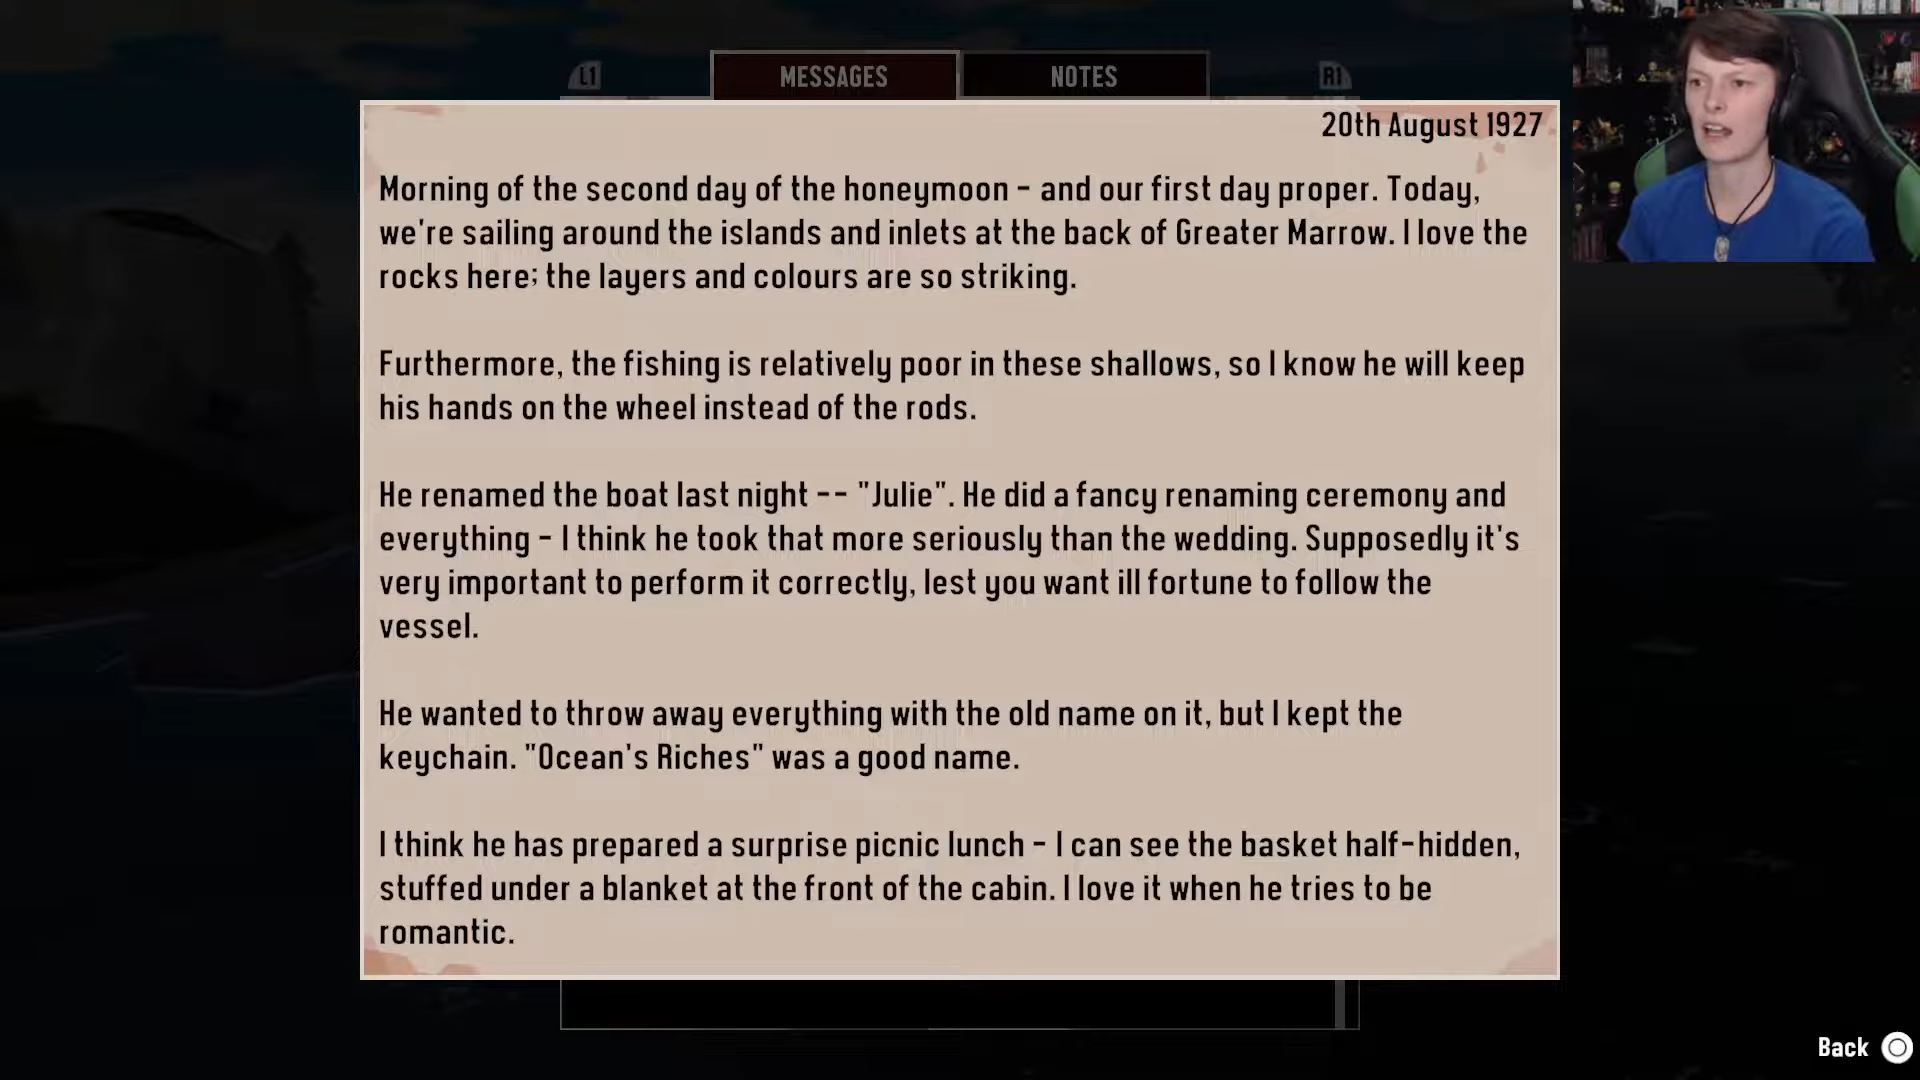 L1
MESSAGES
NOTES
R1
20th August 1927
Morning of the second day of the honeymoon - and our first day proper. Today,
we're sailing around the islands and inlets at the back of Greater Marrow. I love the
rocks here; the layers and colours are so striking.
Furthermore, the fishing is relatively poor in these shallows, so I know he will keep
his hands on the wheel instead of the rods.
He renamed the boat last night -- "Julie". He did a fancy renaming ceremony and
everything - I think he took that more seriously than the wedding. Supposedly it's
very important to perform it correctly, lest you want ill fortune to follow the
vessel.
He wanted to throw away everything with the old name on it, but I kept the
keychain. "Ocean's Riches" was a good name.
I think he has prepared a surprise picnic lunch - I can see the basket half-hidden,
stuffed under a blanket at the front of the cabin. I love it when he tries to be
romantic.
Back